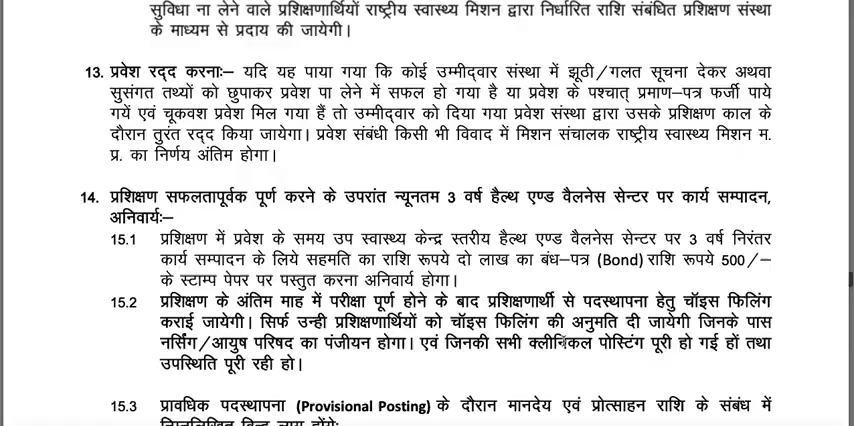 सुविधा ना लेने वाले प्रशिक्षणार्थियों राष्ट्रीय स्वास्थ्य मिशन द्वारा निर्धारित राशि संबंधित प्रशिक्षण संस्था
के माध्यम से प्रदाय की जायेगी।
13. प्रवेश रद्द करनाः– यदि यह पाया गया कि कोई उम्मीद्वार संस्था में झूठी/गलत सूचना देकर अथवा
सुसंगत तथ्यों को छुपाकर प्रवेश पा लेने में सफल हो गया है या प्रवेश के पश्चात् प्रमाण–पत्र फर्जी पाये
गयें एवं चूकवश प्रवेश मिल गया हैं तो उम्मीद्वार को दिया गया प्रवेश संस्था द्वारा उसके प्रशिक्षण काल के
दौरान तुरंत रद्द किया जायेगा। प्रवेश संबंधी किसी भी विवाद में मिशन संचालक राष्ट्रीय स्वास्थ्य मिशन म.
प्र. का निर्णय अंतिम होगा।
14. प्रशिक्षण सफलतापूर्वक पूर्ण करने के उपरांत न्यूनतम 3 वर्ष हैल्थ एण्ड वैलनेस सेन्टर पर कार्य सम्पादन,
अनिवार्यः–
15.1 प्रशिक्षण में प्रवेश के समय उप स्वास्थ्य केन्द्र स्तरीय हैल्थ एण्ड वैलनेस सेन्टर पर 3 वर्ष निरंतर
कार्य सम्पादन के लिये सहमति का राशि रूपये दो लाख का बंध–पत्र (Bond) राशि रूपये 500/–
के स्टाम्प पेपर पर पस्तुत करना अनिवार्य होगा।
15.2 प्रशिक्षण के अंतिम माह में परीक्षा पूर्ण होने के बाद प्रशिक्षणार्थी से पदस्थापना हेतु चॉइस फिलिंग
कराई जायेगी। सिर्फ उन्ही प्रशिक्षणार्थियों को चॉइस फिलिंग की अनुमति दी जायेगी जिनके पास
नर्सिंग/आयुष परिषद का पंजीयन होगा। एवं जिनकी सभी क्लीनिकल पोस्टिंग पूरी हो गई हों तथा
उपस्थिति पूरी रही हो।
15.3 प्रावधिक पदस्थापना (Provisional Posting) के दौरान मानदेय एवं प्रोत्साहन राशि के संबंध में